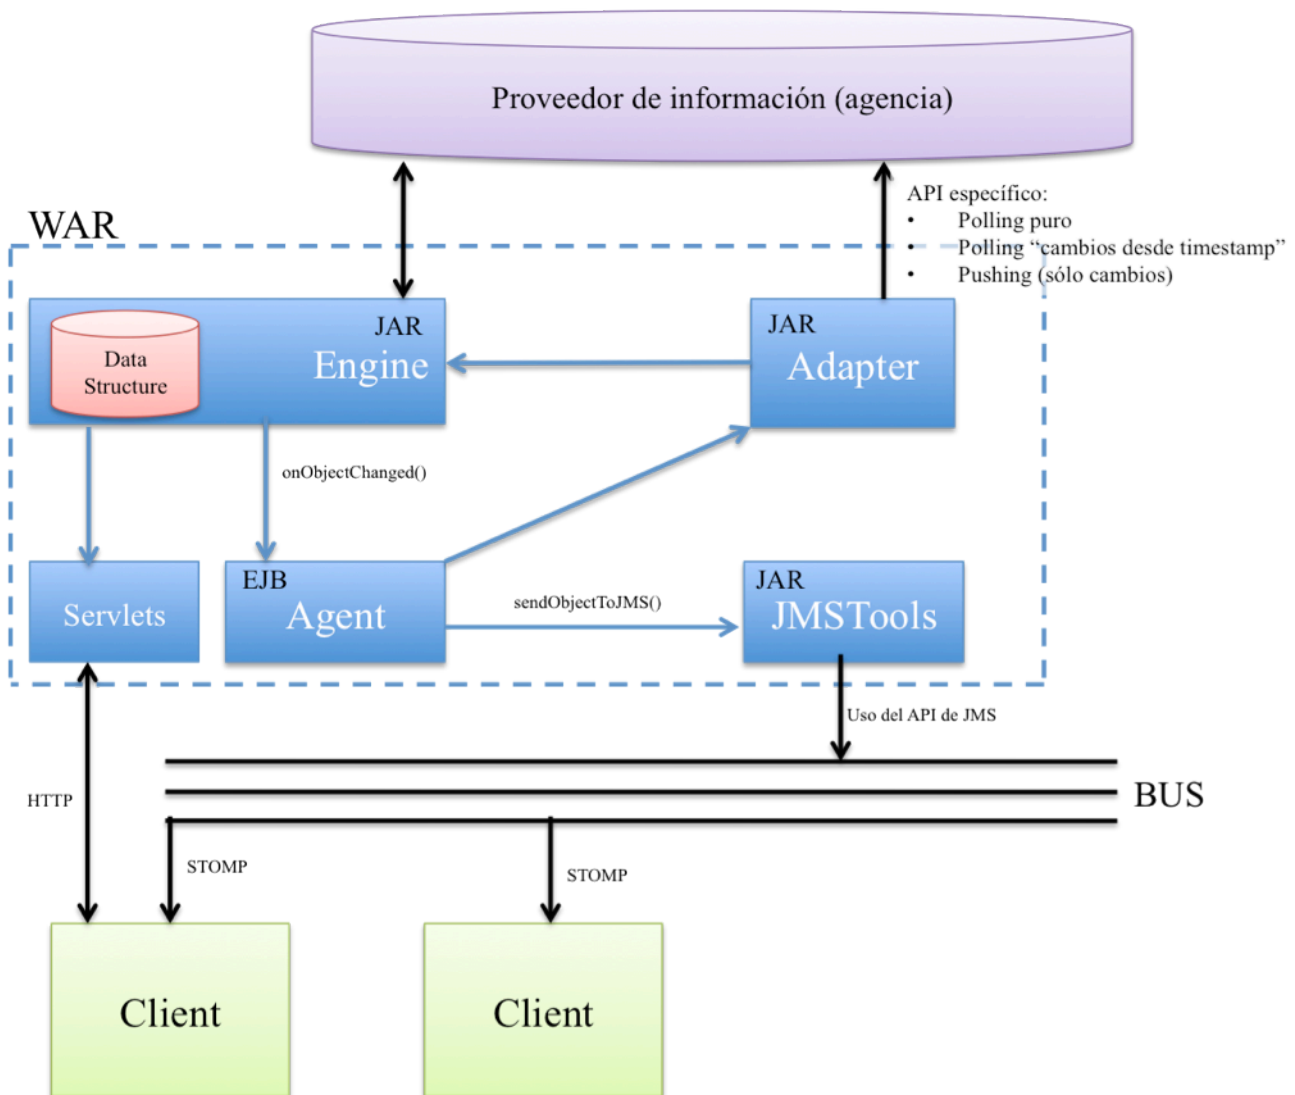 Proveedor de información (agencia)
API específico:
• Polling puro
• Polling “cambios desde timestamp”
• Pushing (sólo cambios)
WAR
JAR
Engine
Data
Structure
JAR
Adapter
onObjectChanged()
Servlets
EJB
Agent
sendObjectToJMS()
JAR
JMSTools
Uso del API de JMS
HTTP
BUS
STOMP
STOMP
Client
Client